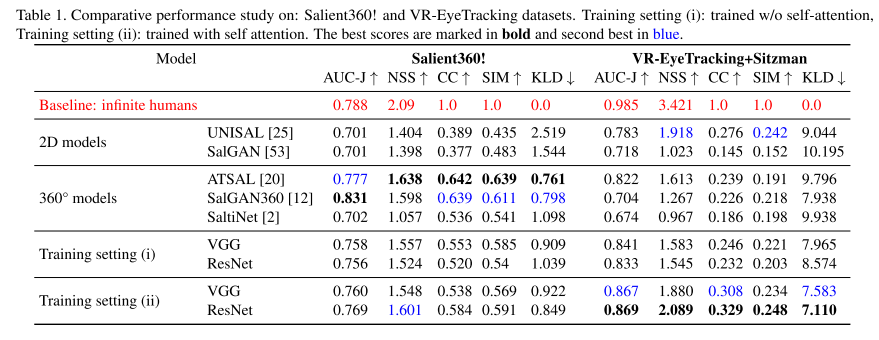 Table 1. Comparative performance study on: Salient360! and VR-EyeTracking datasets. Training setting (i): trained w/o self-attention,
Training setting (ii): trained with self attention. The best scores are marked in bold and second best in blue.
Model Salient360! VR-EyeTracking+Sitzman
AUC-J ↑ NSS ↑ CC ↑ SIM ↑ KLD ↓ AUC-J ↑ NSS ↑ CC ↑ SIM ↑ KLD ↓
Baseline: infinite humans 0.788 2.09 1.0 1.0 0.0 0.985 3.421 1.0 1.0 0.0
2D models
UNISAL [25] 0.701 1.404 0.389 0.435 2.519 0.783 1.918 0.276 0.242 9.044
SalGAN [53] 0.701 1.398 0.377 0.483 1.544 0.718 1.023 0.145 0.152 10.195
360° models
ATSAL [20] 0.777 1.638 0.642 0.639 0.761 0.822 1.613 0.239 0.191 9.796
SalGAN360 [12] 0.831 1.598 0.639 0.611 0.798 0.704 1.267 0.226 0.218 7.938
SaltiNet [2] 0.702 1.057 0.536 0.541 1.098 0.674 0.967 0.186 0.198 9.938
Training setting (i)
VGG 0.758 1.557 0.553 0.585 0.909 0.841 1.583 0.246 0.221 7.965
ResNet 0.756 1.524 0.520 0.54 1.039 0.833 1.545 0.232 0.203 8.574
Training setting (ii)
VGG 0.760 1.548 0.538 0.569 0.922 0.867 1.880 0.308 0.234 7.583
ResNet 0.769 1.601 0.584 0.591 0.849 0.869 2.089 0.329 0.248 7.110